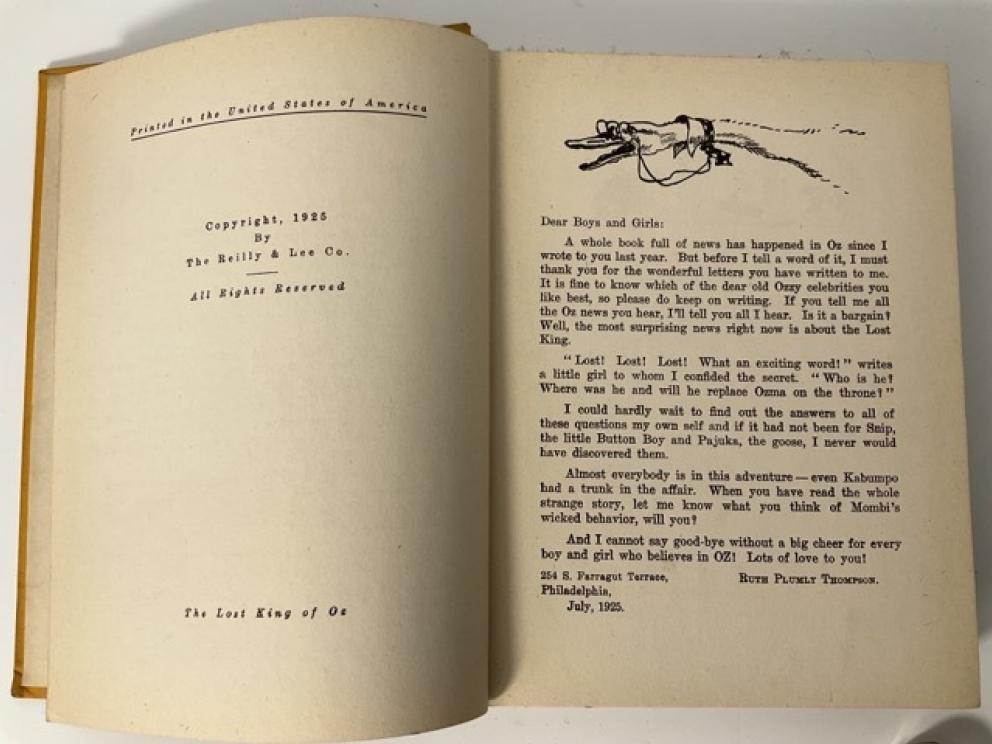 Printed in the United States of America
Copyright, 1925
By
The Reilly & Lee Co.
All Rights Reserved
The Lost King of Oz
Dear Boys and Girls:
A whole book full of news has happened in Oz since I
wrote to you last year. But before I tell a word of it, I must
thank you for the wonderful letters you have written to me.
It is fine to know which of the dear old Ozzy celebrities you
like best, so please do keep on writing. If you tell me all
the Oz news you hear, I'll tell you all I hear. Is it a bargain?
Well, the most surprising news right now is about the Lost
King.
"Lost! Lost! Lost! What an exciting word!" writes
a little girl to whom I confided the secret. "Who is he?
Where was he and will he replace Ozma on the throne?"
I could hardly wait to find out the answers to all of
these questions my own self and if it had not been for Snip,
the little Button Boy and Pajuka, the goose, I never would
have discovered them.
Almost everybody is in this adventure—even Kabumpo
had a trunk in the affair. When you have read the whole
strange story, let me know what you think of Mombi's
wicked behavior, will you?
And I cannot say good-bye without a big cheer for every
boy and girl who believes in OZ! Lots of love to you!
254 S. Farragut Terrace, RUTH PLUMLY THOMPSON.
Philadelphia,
July, 1925.